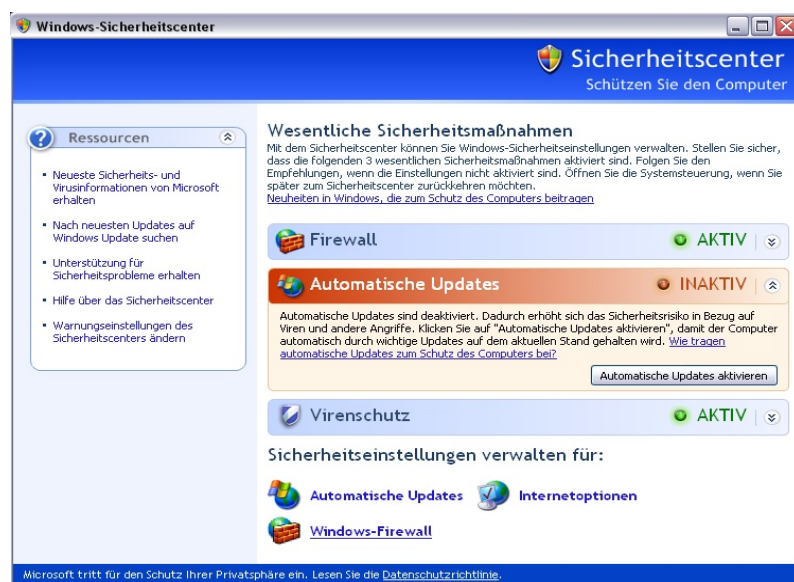 Windows-Sicherheitscenter
Sicherheitscenter
Schützen Sie den Computer
Ressourcen
• Neueste Sicherheits- und
Virusinformationen von Microsoft
erhalten
• Nach neuesten Updates auf
Windows Update suchen
• Unterstützung für
Sicherheitsprobleme erhalten
• Hilfe über das Sicherheitscenter
• Warnungseinstellungen des
Sicherheitscenters ändern
Wesentliche Sicherheitsmaßnahmen
Mit dem Sicherheitscenter können Sie Windows-Sicherheitseinstellungen verwalten. Stellen Sie sicher,
dass die folgenden 3 wesentlichen Sicherheitsmaßnahmen aktiviert sind. Folgen Sie den
Empfehlungen, wenn die Einstellungen nicht aktiviert sind. Öffnen Sie die Systemsteuerung, wenn Sie
später zum Sicherheitscenter zurückkehren möchten.
Neuheiten in Windows, die zum Schutz des Computers beitragen
Firewall AKTIV
Automatische Updates INAKTIV
Automatische Updates sind deaktiviert. Dadurch erhöht sich das Sicherheitsrisiko in Bezug auf
Viren und andere Angriffe. Klicken Sie auf "Automatische Updates aktivieren", damit der Computer
automatisch durch wichtige Updates auf dem aktuellen Stand gehalten wird. Wie tragen
automatische Updates zum Schutz des Computers bei?
Automatische Updates aktivieren
Virenschutz AKTIV
Sicherheitseinstellungen verwalten für:
Automatische Updates Internetoptionen
Windows-Firewall
Microsoft tritt für den Schutz Ihrer Privatsphäre ein. Lesen Sie die Datenschutzrichtlinie.